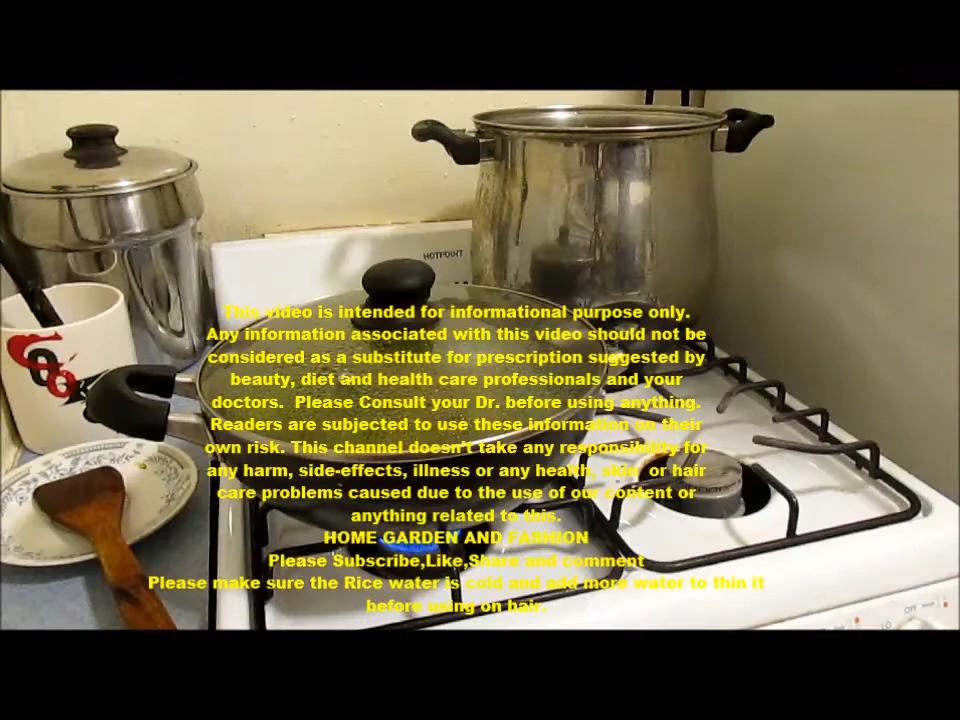 HOTPOINT
This video is intended for informational purpose only.
Any information associated with this video should not be
considered as a substitute for prescription suggested by
beauty, diet and health care professionals and your
doctors. Please Consult your Dr. before using anything.
Readers are subjected to use these information on their
own risk. This channel doesn't take any responsibility for
any harm, side-effects, illness or any health, skin or hair
care problems caused due to the use of our content or
anything related to this.
HOME GARDEN AND FASHION
Please Subscribe,Like,Share and comment
Please make sure the Rice water is cold and add more water to thin it
before using on hair.
OFF
LO